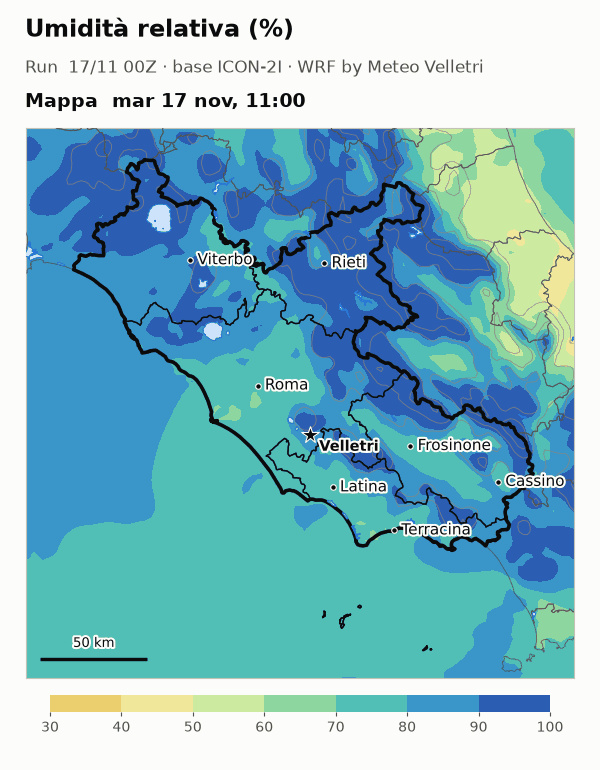 Umidità relativa (%)
Run  17/11 00Z · base ICON-2I · WRF by Meteo Velletri
Mappa  mar 17 nov, 11:00
Viterbo
Rieti
Roma
Velletri
Frosinone
Cassino
Latina
Terracina
50 km
30 40 50 60 70 80 90 100